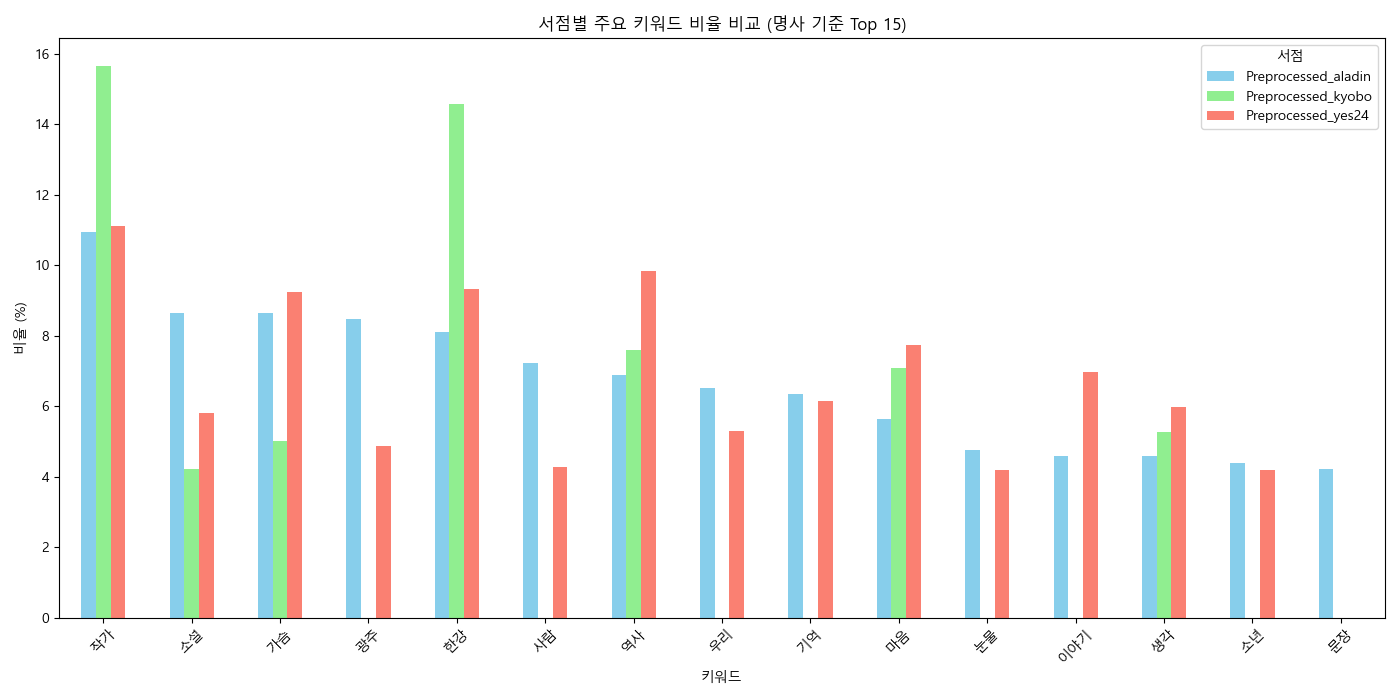 서점별 주요 키워드 비율 비교 (명사 기준 Top 15)
서점
Preprocessed_aladin
Preprocessed_kyobo
Preprocessed_yes24
비율 (%)
16
14
12
10
8
6
4
2
0
작가 소설 가슴 광주 한강 사람 역사 우리 기억 마음 눈물 이야기 생각 소년 문장
키워드